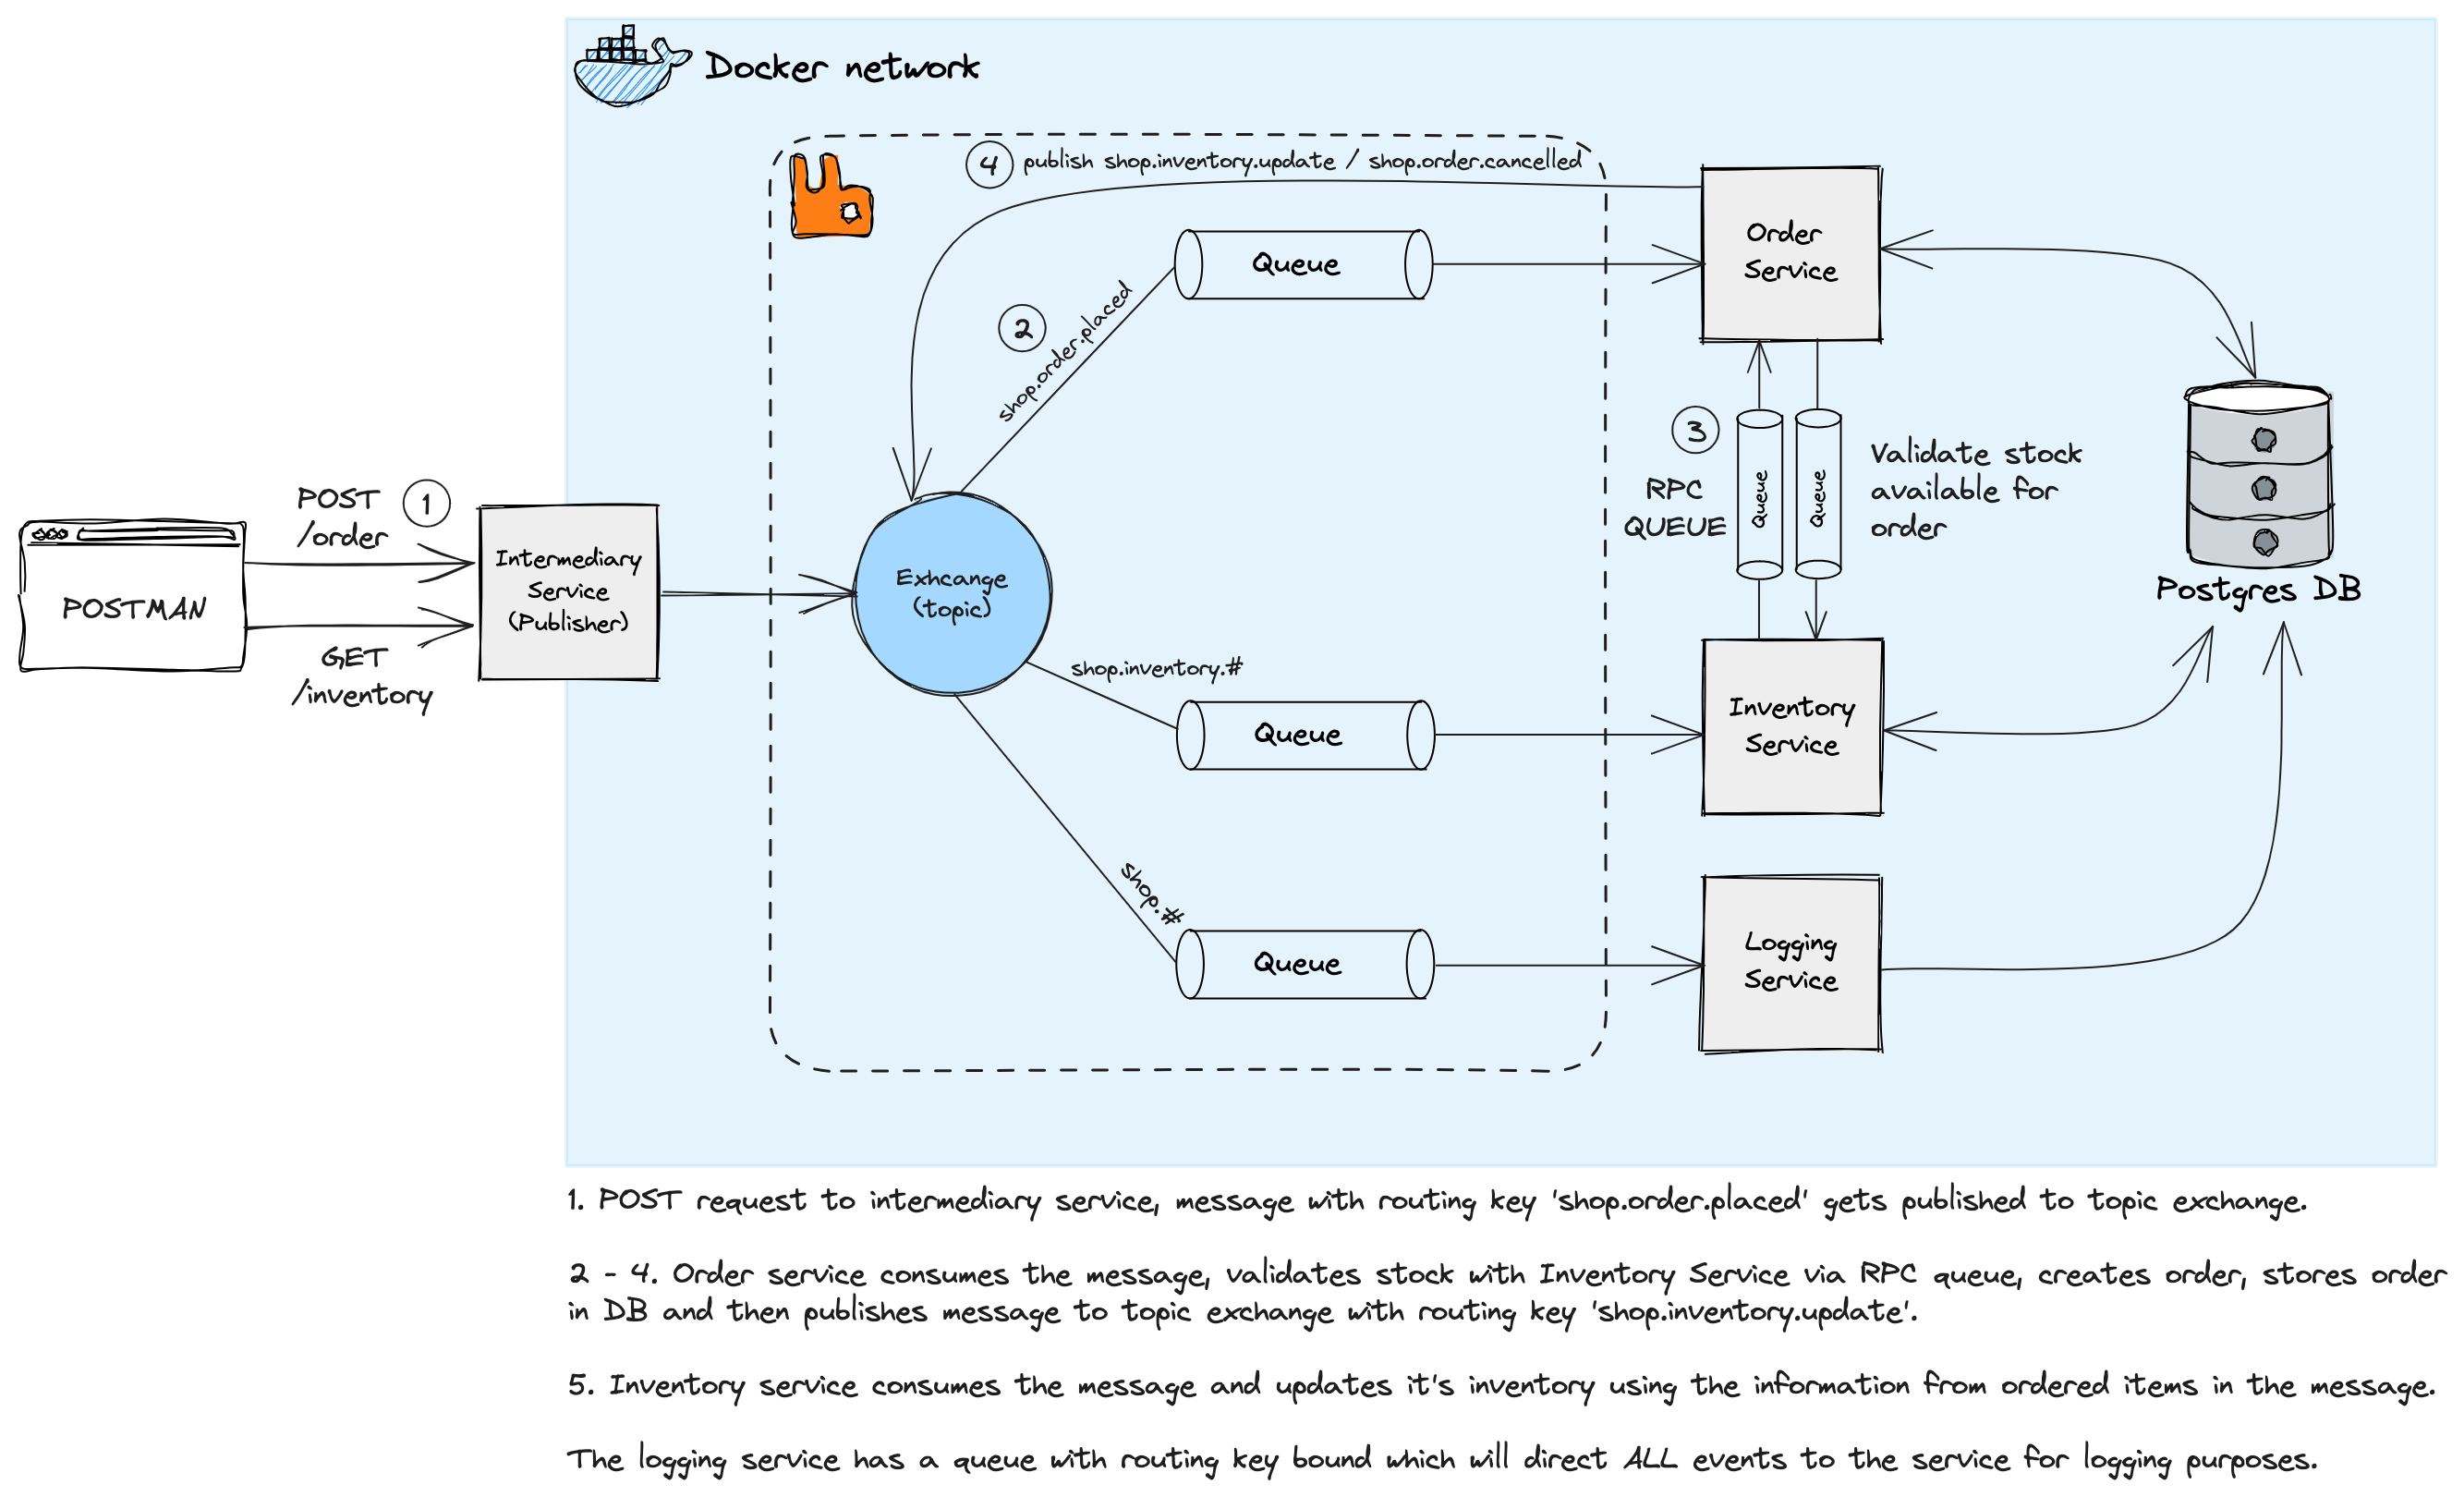 Docker network
4 publish shop.inventory.update / shop.order.cancelled
Order
Service
Queue
2
shop.order.placed
POST
/order
1
POSTMAN
GET
/inventory
Intermediary
Service
(Publisher)
Exhcange
(topic)
3
RPC
QUEUE
Queue
Queue
Validate stock
available for
order
Postgres DB
shop.inventory.#
Queue
Inventory
Service
shop.#
Queue
Logging
Service
1. POST request to intermediary service, message with routing key 'shop.order.placed' gets published to topic exchange.
2 - 4. Order service consumes the message, validates stock with Inventory Service via RPC queue, creates order, stores order
in DB and then publishes message to topic exchange with routing key 'shop.inventory.update'.
5. Inventory service consumes the message and updates it's inventory using the information from ordered items in the message.
The logging service has a queue with routing key bound which will direct ALL events to the service for logging purposes.